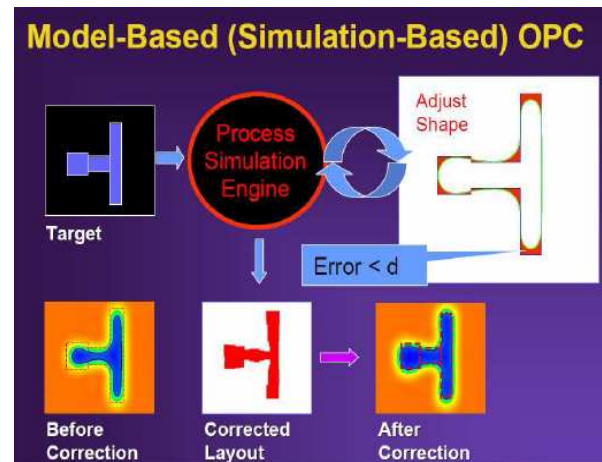 Model-Based (Simulation-Based) OPC
Adjust
Shape
Process
Simulation
Engine
Target
Error < d
Before
Correction
Corrected
Layout
After
Correction